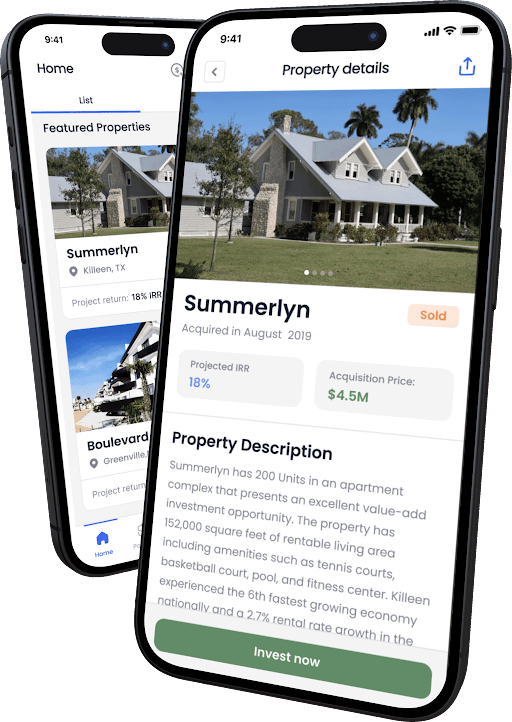 9:41
Home
List
Featured Properties
Summerlyn
Killeen, TX
Project return: 18% IRR
Boulevard
Greenville,
Project return
Home
9:41
Property details
Summerlyn
Sold
Acquired in August 2019
Projected IRR
18%
Acquisition Price:
$4.5M
Property Description
Summerlyn has 200 Units in an apartment
complex that presents an excellent value-add
investment opportunity. The property has
152,000 square feet of rentable living area
including amenities such as tennis courts,
basketball court, pool, and fitness center. Killeen
experienced the 6th fastest growing economy
nationally and a 2.7% rental rate growth in the
Invest now